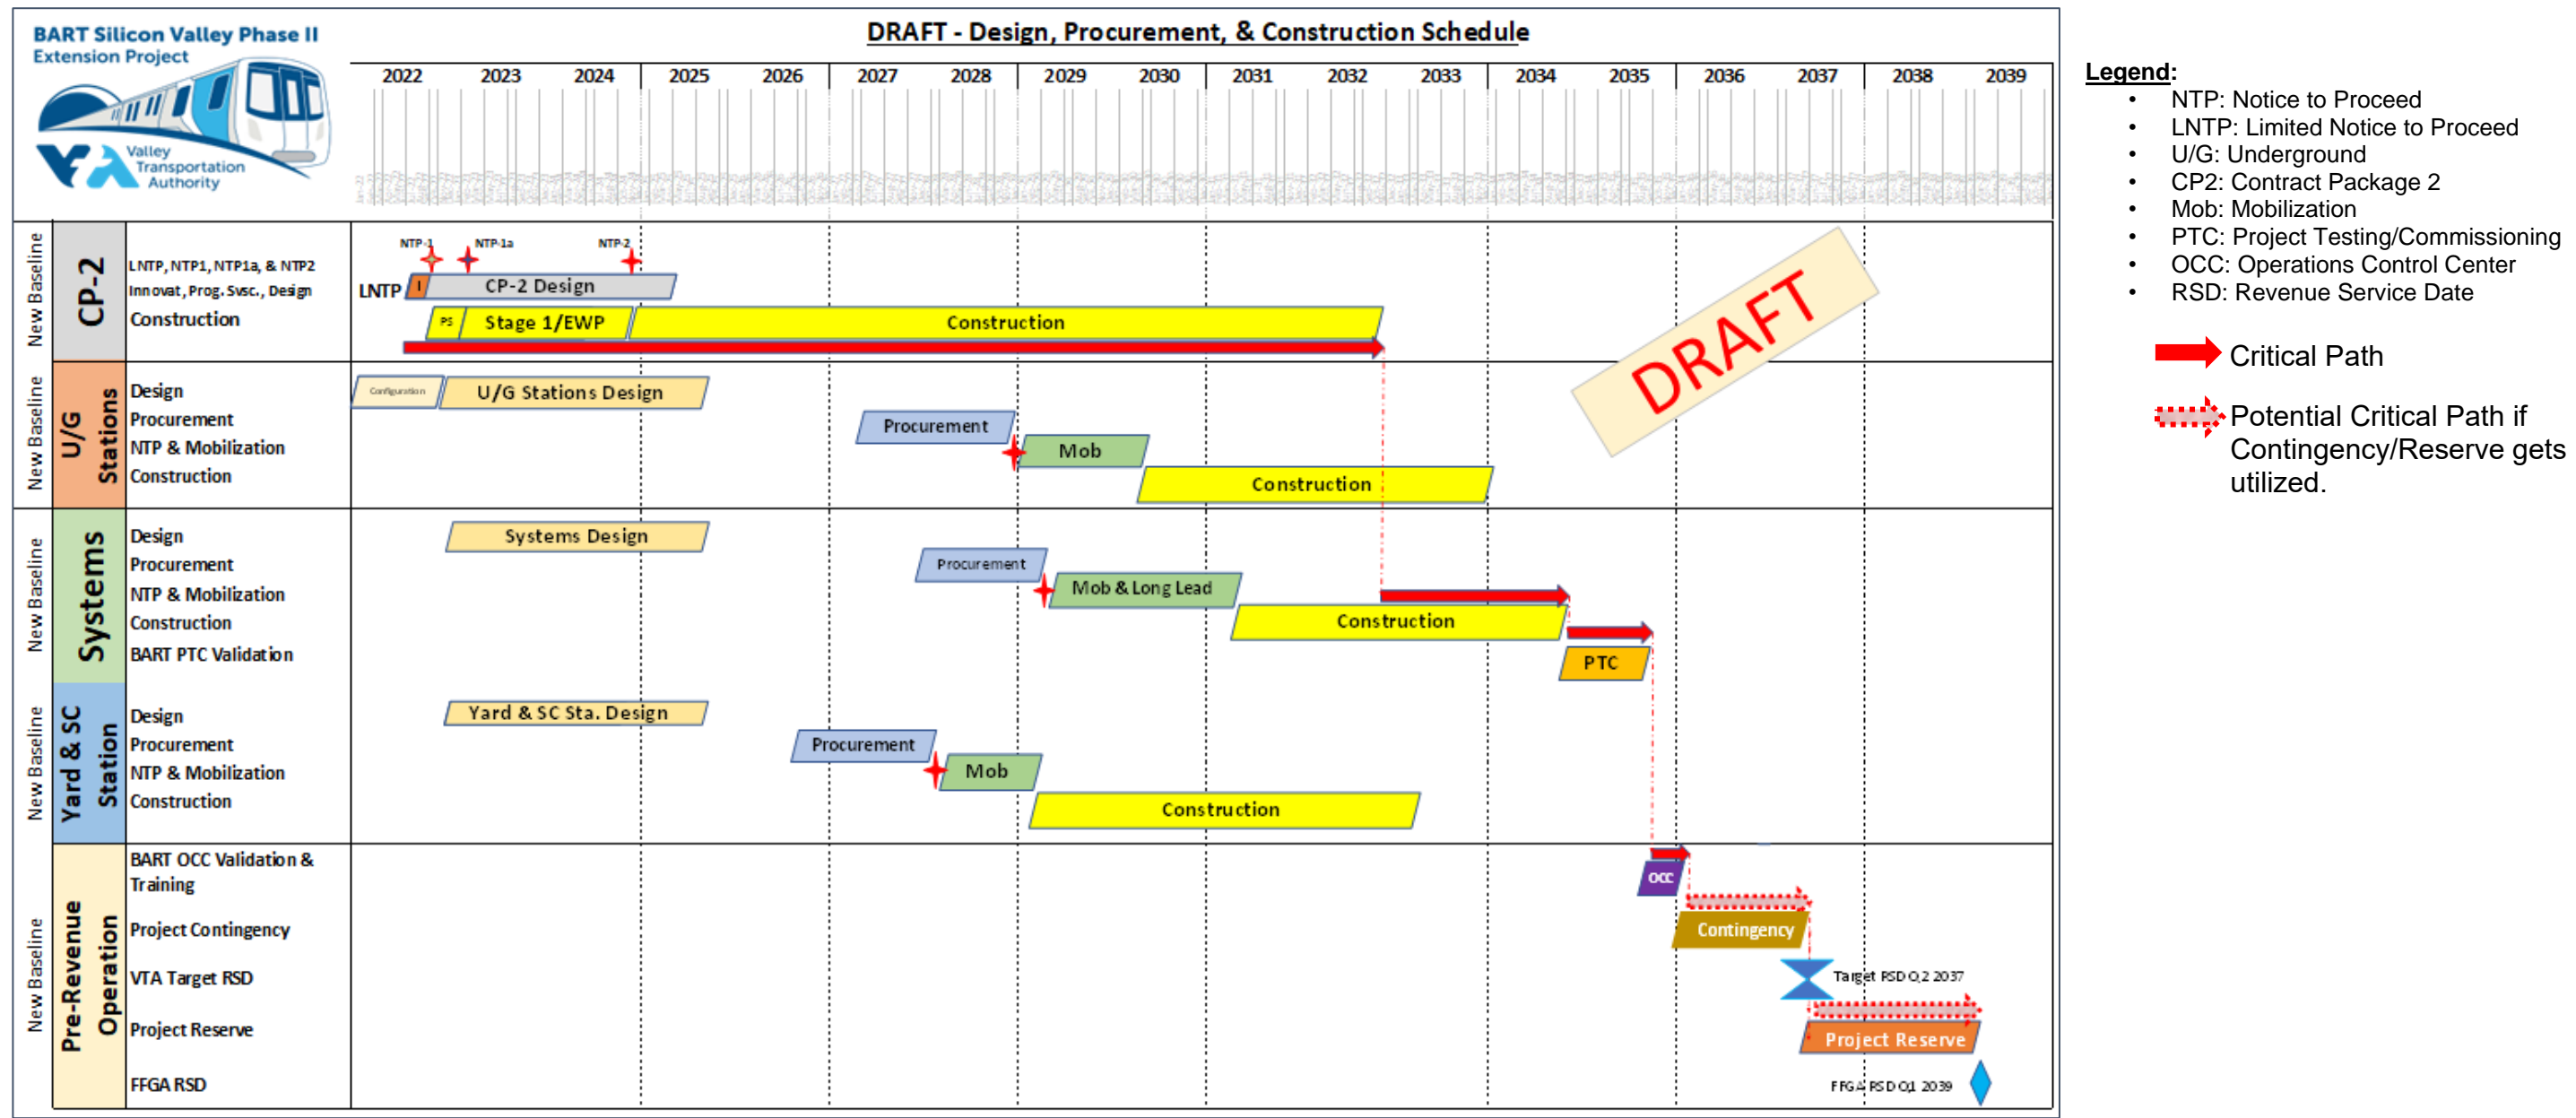 BART Silicon Valley Phase II
Extension Project
Valley
Transportation
Authority
DRAFT - Design, Procurement, & Construction Schedule
2022 2023 2024 2025 2026 2027 2028 2029 2030 2031 2032 2033 2034 2035 2036 2037 2038 2039
New Baseline
CP-2
LNTP, NTP1, NTP1a, & NTP2
Innovat, Prog. Svsc., Design
Construction
NTP-1
NTP-1a
NTP-2
LNTP
I
CP-2 Design
PS
Stage 1/EWP
Construction
DRAFT
New Baseline
U/G
Stations
Design
Procurement
NTP & Mobilization
Construction
Configuration
U/G Stations Design
Procurement
Mob
Construction
New Baseline
Systems
Design
Procurement
NTP & Mobilization
Construction
BART PTC Validation
Systems Design
Procurement
Mob & Long Lead
Construction
PTC
New Baseline
Yard & SC
Station
Design
Procurement
NTP & Mobilization
Construction
Yard & SC Sta. Design
Procurement
Mob
Construction
New Baseline
Pre-Revenue
Operation
BART OCC Validation &
Training
Project Contingency
VTA Target RSD
Project Reserve
FFGA RSD
OCC
Contingency
Target RSD Q2 2037
Project Reserve
FFGA RSD Q1 2039
Legend:
• NTP: Notice to Proceed
• LNTP: Limited Notice to Proceed
• U/G: Underground
• CP2: Contract Package 2
• Mob: Mobilization
• PTC: Project Testing/Commissioning
• OCC: Operations Control Center
• RSD: Revenue Service Date
Critical Path
Potential Critical Path if
Contingency/Reserve gets
utilized.